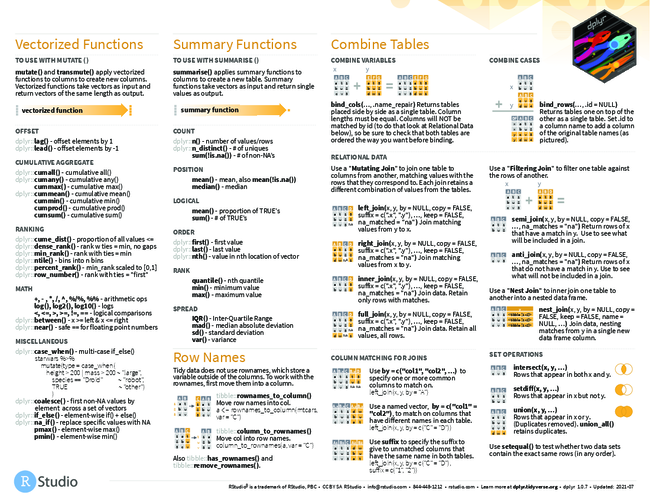 dplyr
Vectorized Functions
TO USE WITH MUTATE ()
mutate() and transmute() apply vectorized
functions to columns to create new columns.
Vectorized functions take vectors as input and
return vectors of the same length as output.
vectorized function
OFFSET
dplyr::lag() - offset elements by 1
dplyr::lead() - offset elements by -1
CUMULATIVE AGGREGATE
dplyr::cumall() - cumulative all()
dplyr::cumany() - cumulative any()
cummax() - cumulative max()
dplyr::cummean() - cumulative mean()
cummin() - cumulative min()
cumprod() - cumulative prod()
cumsum() - cumulative sum()
RANKING
dplyr::cume_dist() - proportion of all values <=
dplyr::dense_rank() - rank w ties = min, no gaps
dplyr::min_rank() - rank with ties = min
dplyr::ntile() - bins into n bins
dplyr::percent_rank() - min_rank scaled to [0,1]
dplyr::row_number() - rank with ties = "first"
MATH
+, - , *, /, ^, %/%, %% - arithmetic ops
log(), log2(), log10() - logs
<, <=, >, >=, !=, == - logical comparisons
dplyr::between() - x >= left & x <= right
dplyr::near() - safe == for floating point numbers
MISCELLANEOUS
dplyr::case_when() - multi-case if_else()
starwars %>%
mutate(type = case_when(
height > 200 | mass > 200 ~ "large",
species == "Droid" ~ "robot",
TRUE ~ "other")
)
dplyr::coalesce() - first non-NA values by
element across a set of vectors
dplyr::if_else() - element-wise if() + else()
dplyr::na_if() - replace specific values with NA
pmax() - element-wise max()
pmin() - element-wise min()
Summary Functions
TO USE WITH SUMMARISE ()
summarise() applies summary functions to
columns to create a new table. Summary
functions take vectors as input and return single
values as output.
summary function
COUNT
dplyr::n() - number of values/rows
dplyr::n_distinct() - # of uniques
sum(!is.na()) - # of non-NA's
POSITION
mean() - mean, also mean(!is.na())
median() - median
LOGICAL
mean() - proportion of TRUE's
sum() - # of TRUE's
ORDER
dplyr::first() - first value
dplyr::last() - last value
dplyr::nth() - value in nth location of vector
RANK
quantile() - nth quantile
min() - minimum value
max() - maximum value
SPREAD
IQR() - Inter-Quartile Range
mad() - median absolute deviation
sd() - standard deviation
var() - variance
Row Names
Tidy data does not use rownames, which store a
variable outside of the columns. To work with the
rownames, first move them into a column.
tibble::rownames_to_column()
Move row names into col.
a <- rownames_to_column(mtcars,
var = "C")
tibble::column_to_rownames()
Move col into row names.
column_to_rownames(a, var = "C")
Also tibble::has_rownames() and
tibble::remove_rownames().
Combine Tables
COMBINE VARIABLES
x y
+ =
bind_cols(..., .name_repair) Returns tables
placed side by side as a single table. Column
lengths must be equal. Columns will NOT be
matched by id (to do that look at Relational Data
below), so be sure to check that both tables are
ordered the way you want before binding.
COMBINE CASES
x
+ y
bind_rows(..., .id = NULL)
Returns tables one on top of the
other as a single table. Set .id to
a column name to add a column
of the original table names (as
pictured).
RELATIONAL DATA
Use a "Mutating Join" to join one table to
columns from another, matching values with
the rows that they correspond to. Each join retains a
different combination of values from the tables.
left_join(x, y, by = NULL, copy = FALSE,
suffix = c(".x", ".y"), ..., keep = FALSE,
na_matches = "na") Join matching
values from y to x.
right_join(x, y, by = NULL, copy = FALSE,
suffix = c(".x", ".y"), ..., keep = FALSE,
na_matches = "na") Join matching
values from x to y.
inner_join(x, y, by = NULL, copy = FALSE,
suffix = c(".x", ".y"), ..., keep = FALSE,
na_matches = "na") Join data. Retain
only rows with matches.
full_join(x, y, by = NULL, copy = FALSE,
suffix = c(".x", ".y"), ..., keep = FALSE,
na_matches = "na") Join data. Retain all
values, all rows.
Use a "Filtering Join" to filter one table against
the rows of another.
x y
+ =
semi_join(x, y, by = NULL, copy = FALSE,
..., na_matches = "na") Return rows of x
that have a match in y. Use to see what
will be included in a join.
anti_join(x, y, by = NULL, copy = FALSE,
..., na_matches = "na") Return rows of x
that do not have a match in y. Use to see
what will not be included in a join.
Use a "Nest Join" to inner join one table to
another into a nested data frame.
nest_join(x, y, by = NULL, copy =
FALSE, keep = FALSE, name =
NULL, ...) Join data, nesting
matches from y in a single new
data frame column.
COLUMN MATCHING FOR JOINS
Use by = c("col1", "col2", ...) to
specify one or more common
columns to match on.
left_join(x, y, by = "A")
Use a named vector, by = c("col1" =
"col2"), to match on columns that
have different names in each table.
left_join(x, y, by = c("C" = "D"))
Use suffix to specify the suffix to
give to unmatched columns that
have the same name in both tables.
left_join(x, y, by = c("C" = "D"),
suffix = c("1", "2"))
SET OPERATIONS
intersect(x, y, ...)
Rows that appear in both x and y.
setdiff(x, y, ...)
Rows that appear in x but not y.
union(x, y, ...)
Rows that appear in x or y.
(Duplicates removed). union_all()
retains duplicates.
Use setequal() to test whether two data sets
contain the exact same rows (in any order).
R Studio
RStudio® is a trademark of RStudio, PBC • CC BY SA RStudio • info@rstudio.com • 844-448-1212 • rstudio.com • Learn more at dplyr.tidyverse.org • dplyr 1.0.7 • Updated: 2021-07